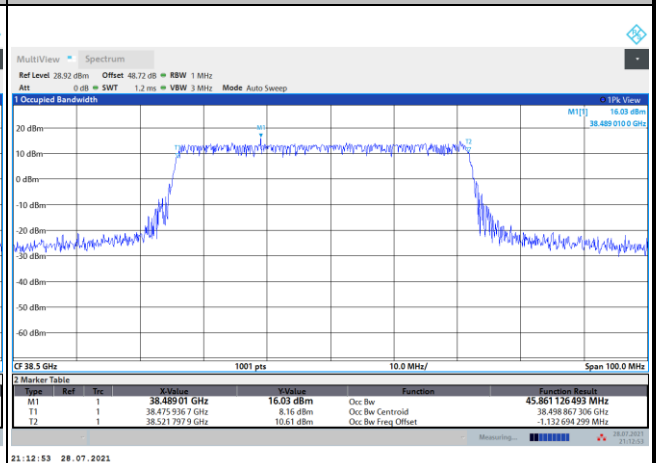 MultiView Spectrum
Ref Level 28.92 dBm Offset 48.72 dB RBW 1 MHz
Att 0 dB SWT 1.2 ms VBW 3 MHz Mode Auto Sweep
1 Occupied Bandwidth 1Pk View
M1[1] 16.03 dBm
38.489 010 0 GHz
20 dBm
M1
T1
T2
10 dBm
0 dBm
-10 dBm
-20 dBm
-30 dBm
-40 dBm
-50 dBm
-60 dBm
CF 38.5 GHz 1001 pts 10.0 MHz/ Span 100.0 MHz
2 Marker Table
Type Ref Trc X-Value Y-Value Function Function Result
M1 1 38.489 01 GHz 16.03 dBm Occ Bw 45.861 126 493 MHz
T1 1 38.475 936 7 GHz 8.16 dBm Occ Bw Centroid 38.498 867 306 GHz
T2 1 38.521 797 9 GHz 10.61 dBm Occ Bw Freq Offset -1.132 694 299 MHz
Measuring... 28.07.2021
21:12:53
21:12:53 28.07.2021